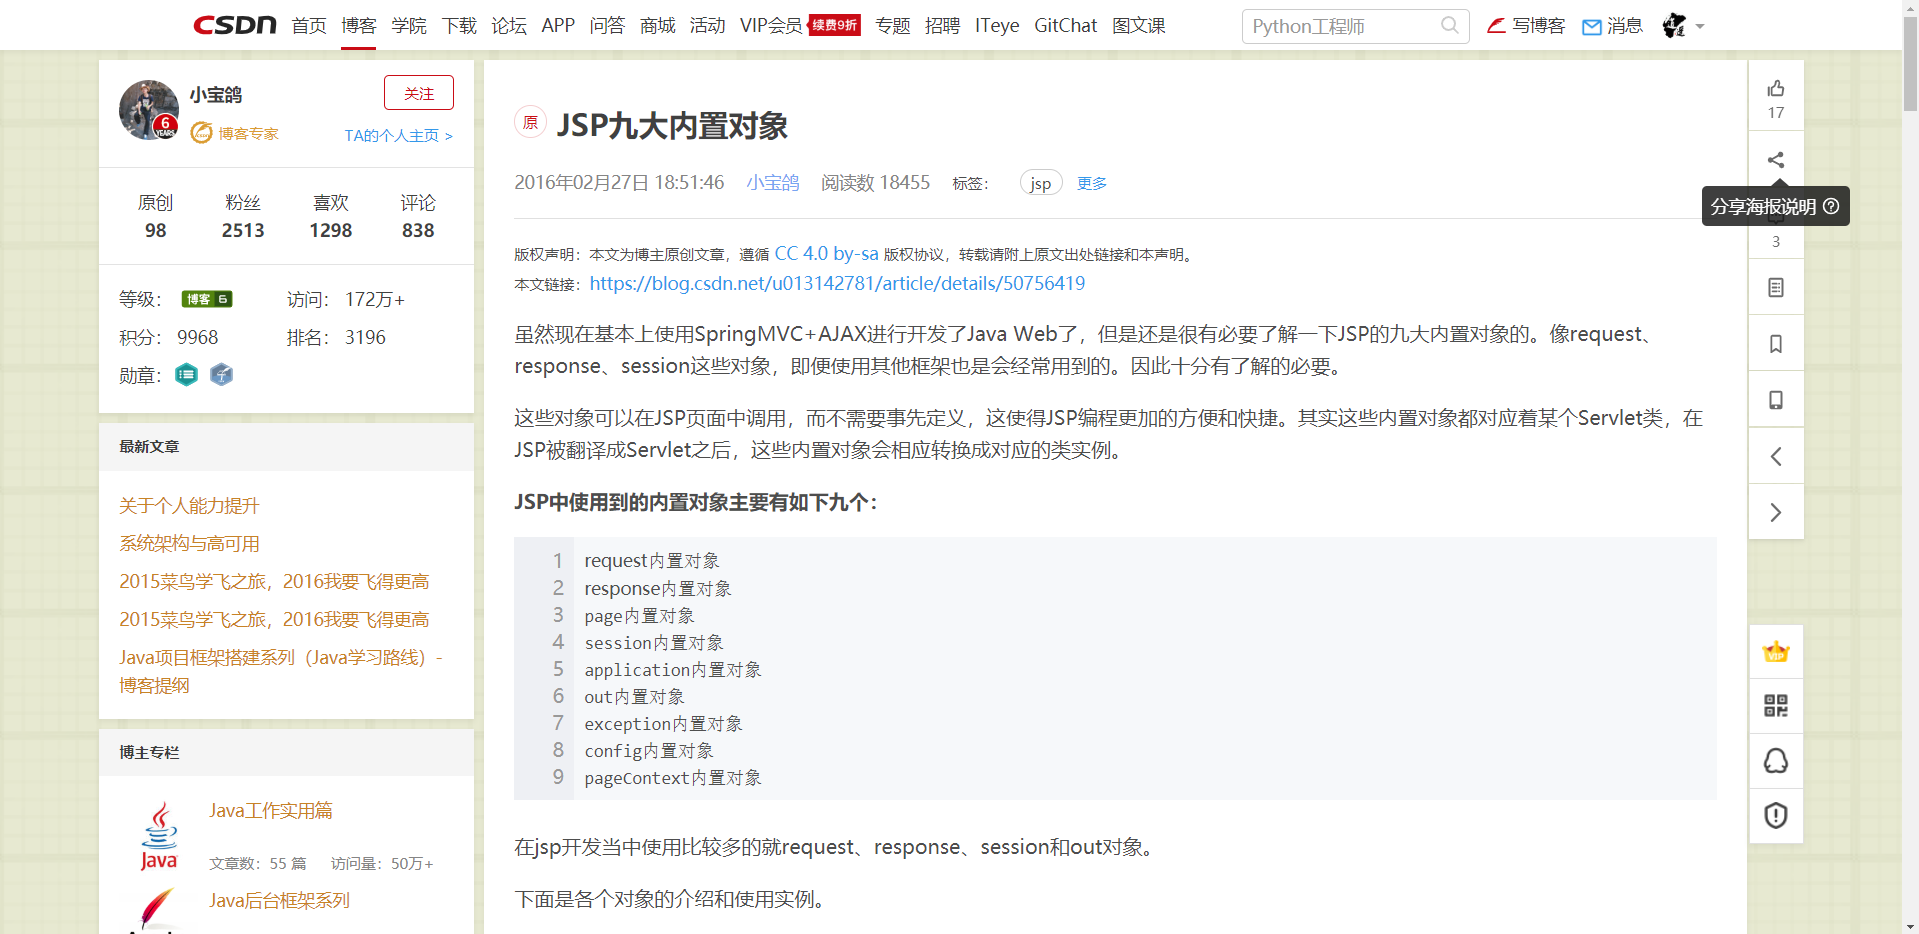 CSDN 首页 博客 学院 下载 论坛 APP 问答 商城 活动 VIP会员 续费9折 专题 招聘 ITeye GitChat 图文课 Python工程师 写博客 消息
小宝鸽 关注
6 YEARS
博客专家 TA的个人主页 >
原创 粉丝 喜欢 评论
98 2513 1298 838
等级： 博客 6 访问： 172万+
积分： 9968 排名： 3196
勋章：
最新文章
关于个人能力提升
系统架构与高可用
2015菜鸟学飞之旅，2016我要飞得更高
2015菜鸟学飞之旅，2016我要飞得更高
Java项目框架搭建系列（Java学习路线）-
博客提纲
博主专栏
Java
Java工作实用篇
文章数：55 篇 访问量：50万+
Java后台框架系列
原 JSP九大内置对象
2016年02月27日 18:51:46 小宝鸽 阅读数 18455 标签： jsp 更多
版权声明：本文为博主原创文章，遵循 CC 4.0 by-sa 版权协议，转载请附上原文出处链接和本声明。
本文链接：https://blog.csdn.net/u013142781/article/details/50756419
虽然现在基本上使用SpringMVC+AJAX进行开发了Java Web了，但是还是很有必要了解一下JSP的九大内置对象的。像request、
response、session这些对象，即便使用其他框架也是会经常用到的。因此十分有了解的必要。
这些对象可以在JSP页面中调用，而不需要事先定义，这使得JSP编程更加的方便和快捷。其实这些内置对象都对应着某个Servlet类，在
JSP被翻译成Servlet之后，这些内置对象会相应转换成对应的类实例。
JSP中使用到的内置对象主要有如下九个：
1 request内置对象
2 response内置对象
3 page内置对象
4 session内置对象
5 application内置对象
6 out内置对象
7 exception内置对象
8 config内置对象
9 pageContext内置对象
在jsp开发当中使用比较多的就request、response、session和out对象。
下面是各个对象的介绍和使用实例。
17
分享海报说明
3
VIP